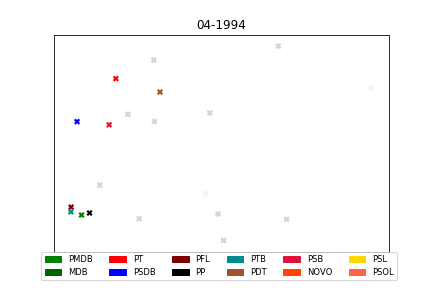 04-1994
PMDB PT PFL PTB PSB PSL
MDB PSDB PP PDT NOVO PSOL